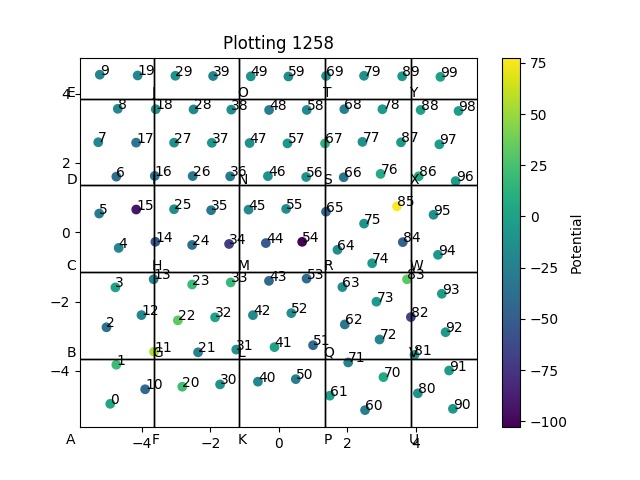 Plotting 1258
9 19 29 39 49 59 69 79 89 99
4 E J O T Y
8 18 28 38 48 58 68 78 88 98
7 17 27 37 47 57 67 77 87 97
2 6 16 26 36 46 56 66 76 86 96
D I N S X
5 15 25 35 45 55 65 75 85 95
0 4 14 24 34 44 54 64 74 84 94
C H M R W
−2 3 13 23 33 43 53 63 73 83 93
2 12 22 32 42 52 62 72 82 92
1 11 21 31 41 51 71 81 91
B L Q V
−4 0 10 20 30 40 50 61 60 70 80 90
A F K P U
−4 −2 0 2 4
75
50
25
0
−25
−50
−75
−100
Potential